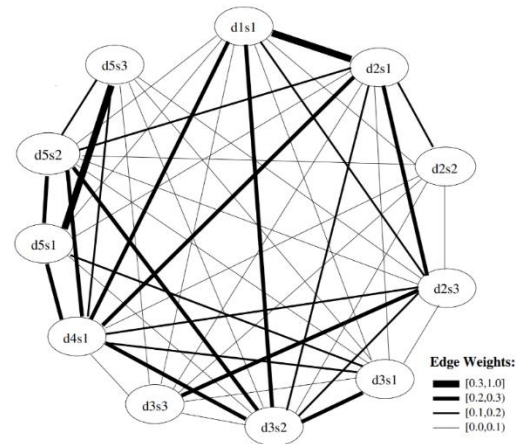 d1s1
d5s3
d2s1
d5s2
d2s2
d5s1
d2s3
d4s1
d3s1
d3s3
d3s2
Edge Weights:
[0.3,1.0]
[0.2,0.3)
[0.1,0.2)
[0.0,0.1)